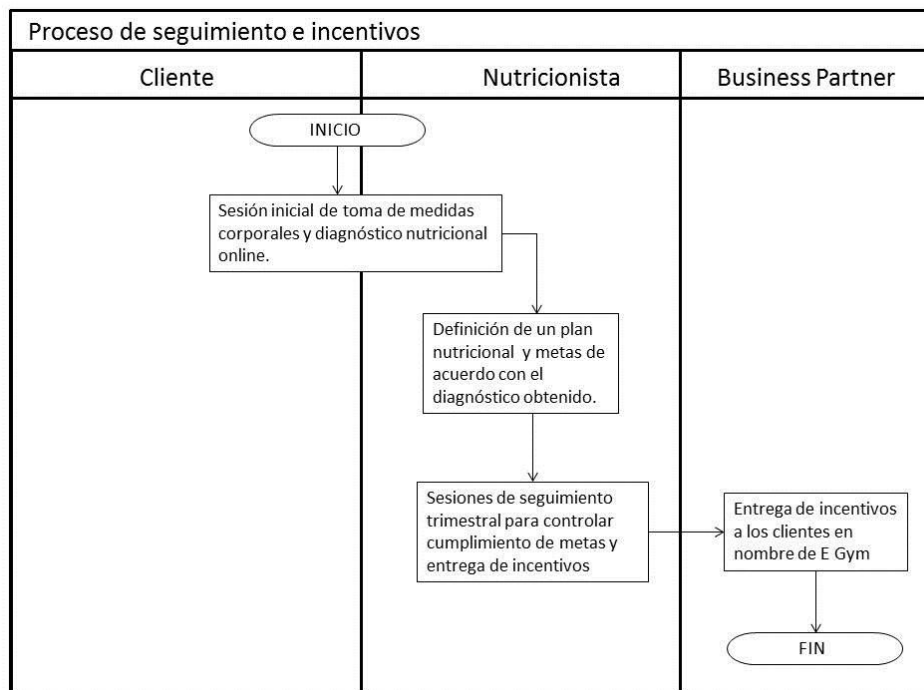 Proceso de seguimiento e incentivos
Cliente
Nutricionista
Business Partner
INICIO
Sesión inicial de toma de medidas
corporales y diagnóstico nutricional
online.
Definición de un plan
nutricional y metas de
acuerdo con el
diagnóstico obtenido.
Sesiones de seguimiento
trimestral para controlar
cumplimiento de metas y
entrega de incentivos
Entrega de incentivos
a los clientes en
nombre de E Gym
FIN